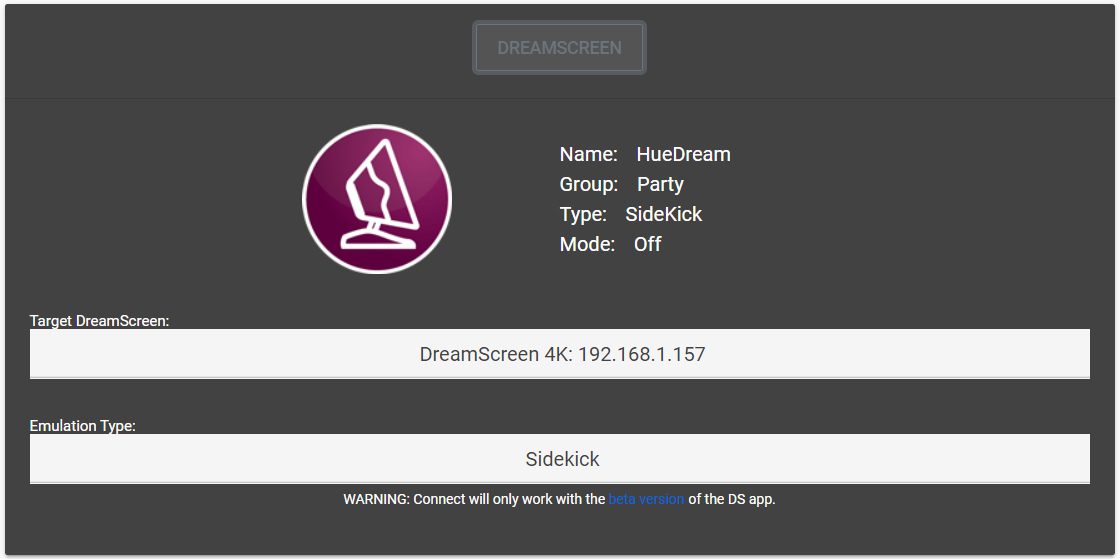 DREAMSCREEN
Name: HueDream
Group: Party
Type: SideKick
Mode: Off
Target DreamScreen:
DreamScreen 4K: 192.168.1.157
Emulation Type:
Sidekick
WARNING: Connect will only work with the beta version of the DS app.